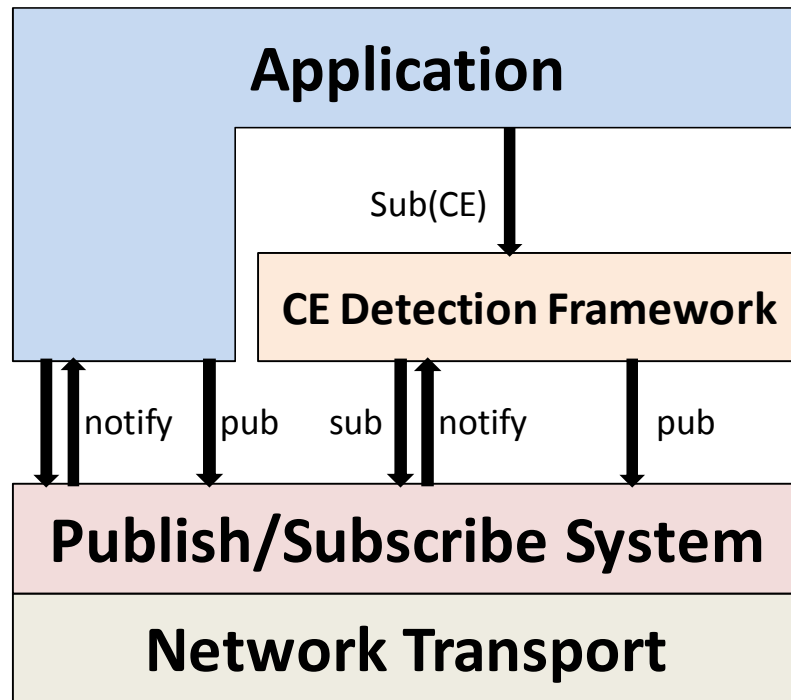 Application
Sub(CE)
CE Detection Framework
notify pub sub notify pub
Publish/Subscribe System
Network Transport